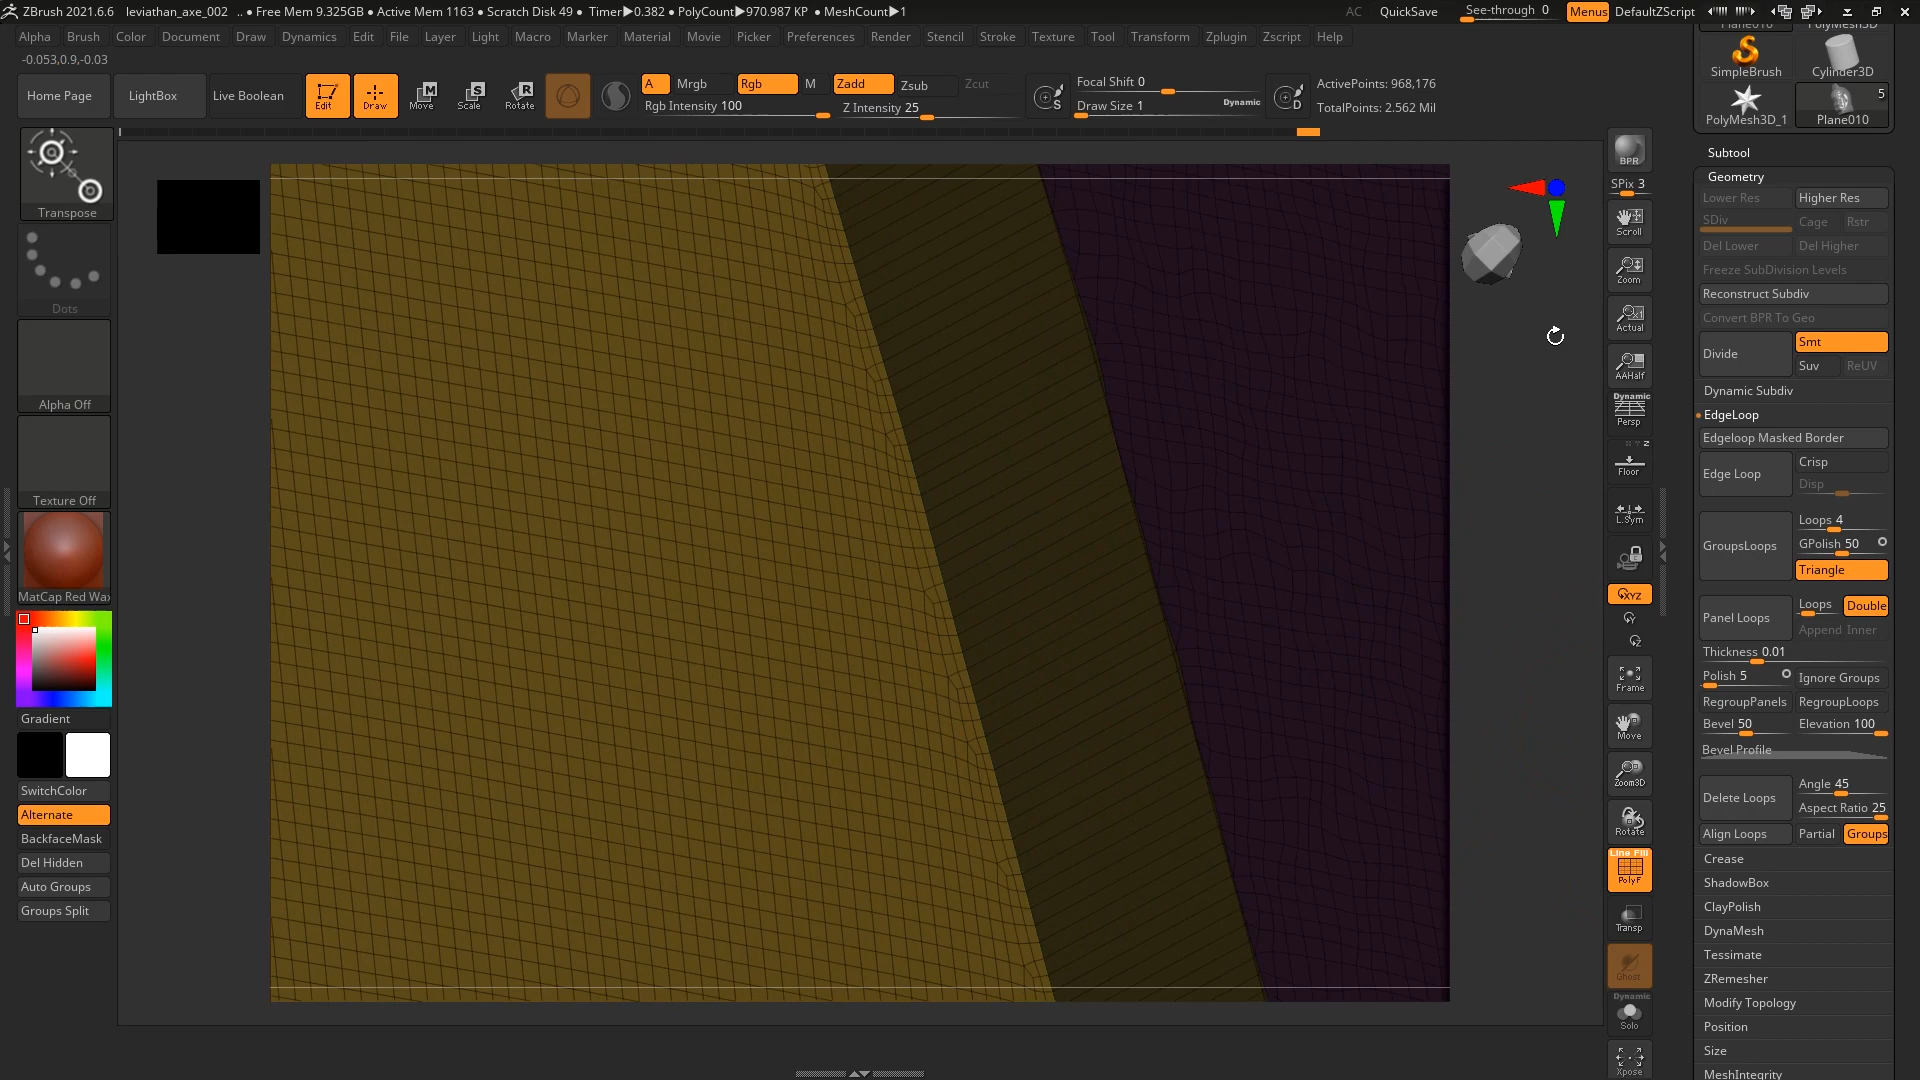 ZBrush 2021.6.6 leviathan_axe_002 .. • Free Mem 9.325GB • Active Mem 1163 • Scratch Disk 49 • Timer▶0.382 • PolyCount▶970.987 KP • MeshCount▶1
AC QuickSave See-through 0 Menus DefaultZScript
Alpha Brush Color Document Draw Dynamics Edit File Layer Light Macro Marker Material Movie Picker Preferences Render Stencil Stroke Texture Tool Transform Zplugin Zscript Help
-0.053,0.9,-0.03
Home Page LightBox Live Boolean Edit Draw Move Scale Rotate
A Mrgb Rgb M Zadd Zsub Zcut
Rgb Intensity 100 Z Intensity 25
Focal Shift 0
Draw Size 1 Dynamic
ActivePoints: 968,176
TotalPoints: 2.562 Mil
Transpose
Dots
Alpha Off
Texture Off
MatCap Red Wax
Gradient
SwitchColor
Alternate
BackfaceMask
Del Hidden
Auto Groups
Groups Split
BPR
SPix 3
Scroll
Zoom
Actual
AAHalf
Dynamic
Persp
Floor
L.Sym
XYZ
Frame
Move
Zoom3D
Rotate
Line Fill
PolyF
Transp
Ghost
Dynamic
Solo
Xpose
SimpleBrush Cylinder3D
5
PolyMesh3D_1 Plane010
Subtool
Geometry
Lower Res Higher Res
SDiv Cage Rstr
Del Lower Del Higher
Freeze SubDivision Levels
Reconstruct Subdiv
Convert BPR To Geo
Divide Smt
Suv ReUV
Dynamic Subdiv
EdgeLoop
Edgeloop Masked Border
Edge Loop Crisp
Disp
GroupsLoops Loops 4
GPolish 50
Triangle
Panel Loops Loops Double
Append Inner
Thickness 0.01
Polish 5 Ignore Groups
RegroupPanels RegroupLoops
Bevel 50 Elevation 100
Bevel Profile
Delete Loops Angle 45
Aspect Ratio 25
Align Loops Partial Groups
Crease
ShadowBox
ClayPolish
DynaMesh
Tessimate
ZRemesher
Modify Topology
Position
Size
MeshIntegrity